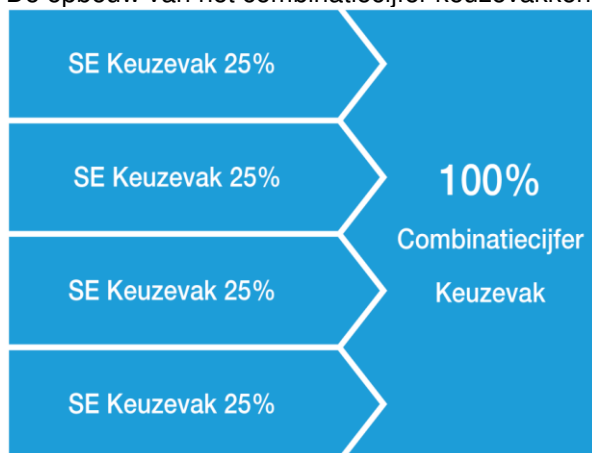 De opbouw van het combinatiecijfer keuzevakken
SE Keuzevak 25%
SE Keuzevak 25%
SE Keuzevak 25%
SE Keuzevak 25%
100%
Combinatiecijfer
Keuzevak